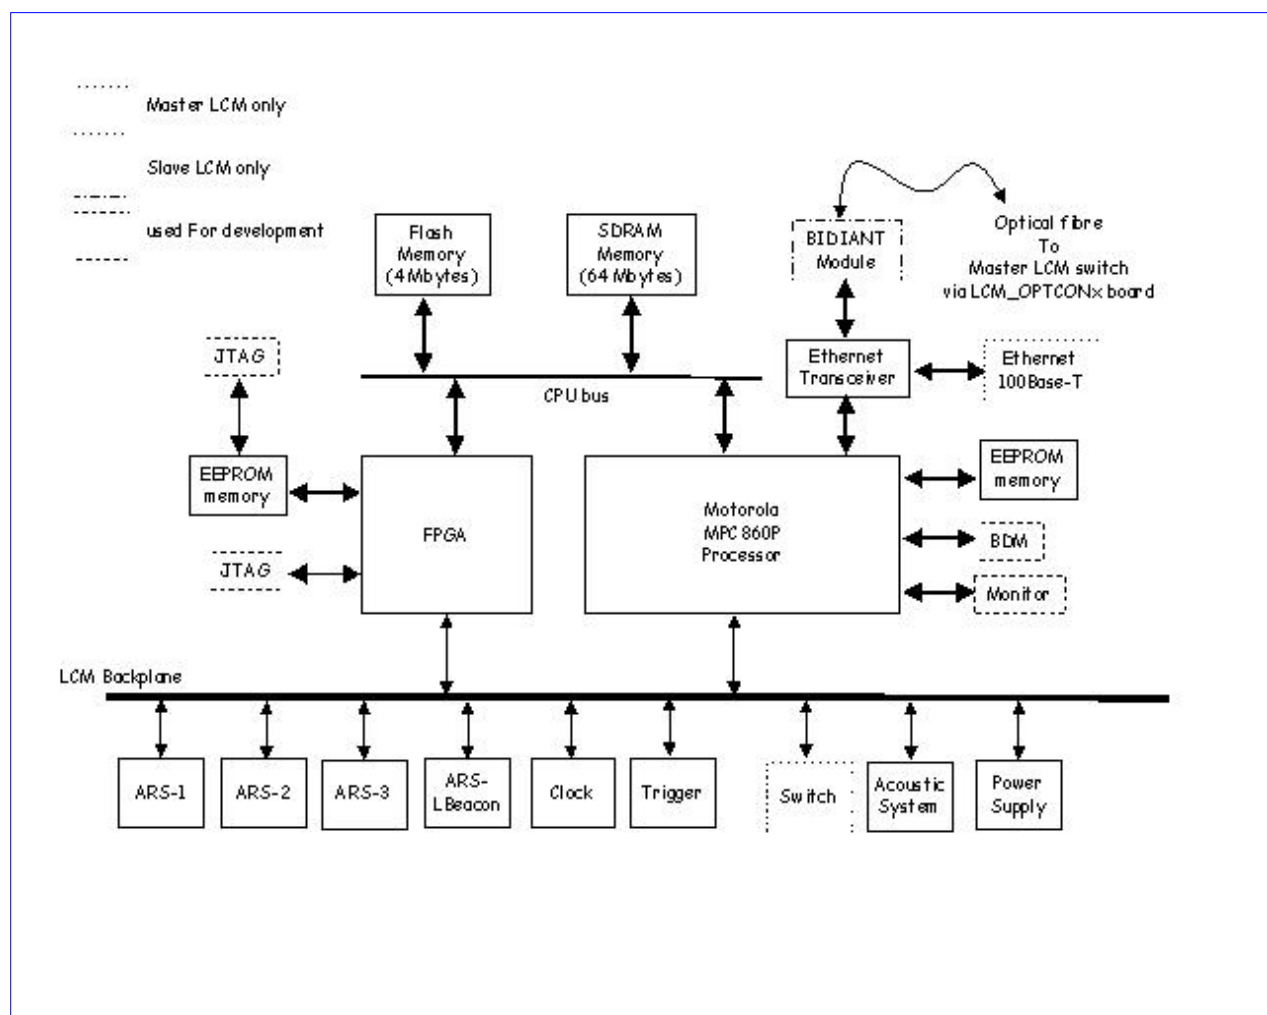 Master LCM only
Slave LCM only
used For development
Flash
Memory
(4 Mbytes)
SDRAM
Memory
(64 Mbytes)
BIDIANT
Module
Optical fibre
To
Master LCM switch
via LCM_OPTCONx board
JTAG
Ethernet
Transceiver
Ethernet
100Base-T
CPU bus
EEPROM
memory
FPGA
Motorola
MPC 860P
Processor
EEPROM
memory
BDM
JTAG
Monitor
LCM Backplane
ARS-1
ARS-2
ARS-3
ARS-
LBeacon
Clock
Trigger
Switch
Acoustic
System
Power
Supply